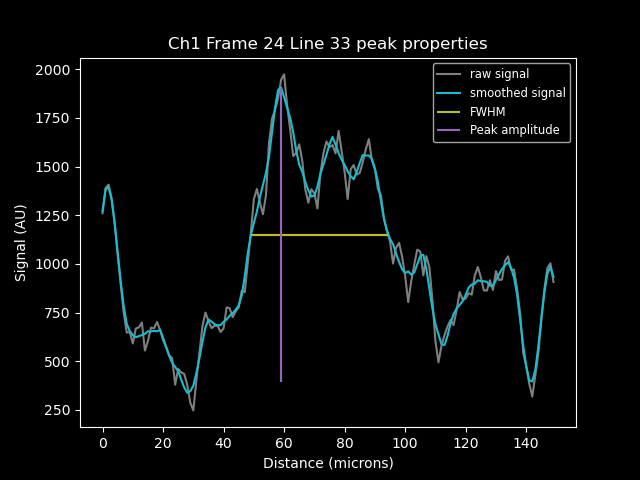 Ch1 Frame 24 Line 33 peak properties
raw signal
smoothed signal
FWHM
Peak amplitude
Signal (AU)
2000
1750
1500
1250
1000
750
500
250
0 20 40 60 80 100 120 140
Distance (microns)